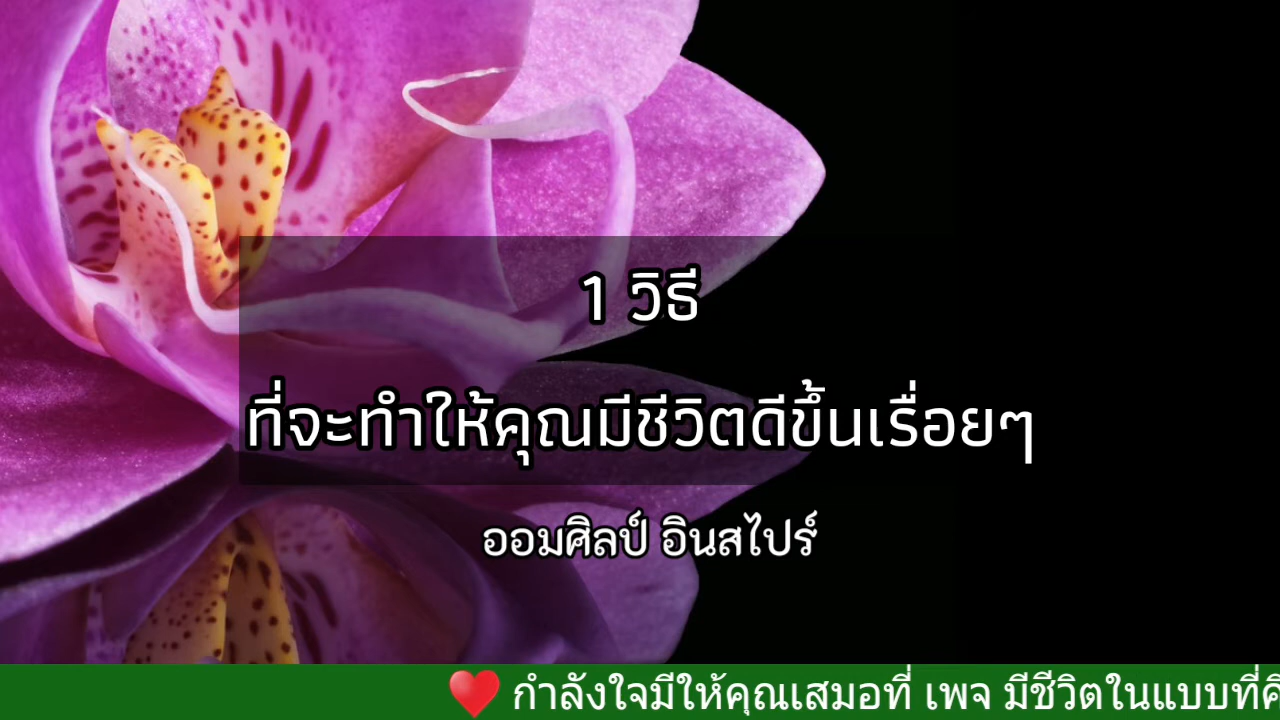 1 วิธี
ที่จะทำให้คุณมีชีวิตดีขึ้นเรื่อยๆ
ออมศิลป์ อินสไปร์
❤️ กำลังใจมีให้คุณเสมอที่ เพจ มีชีวิตในแบบที่